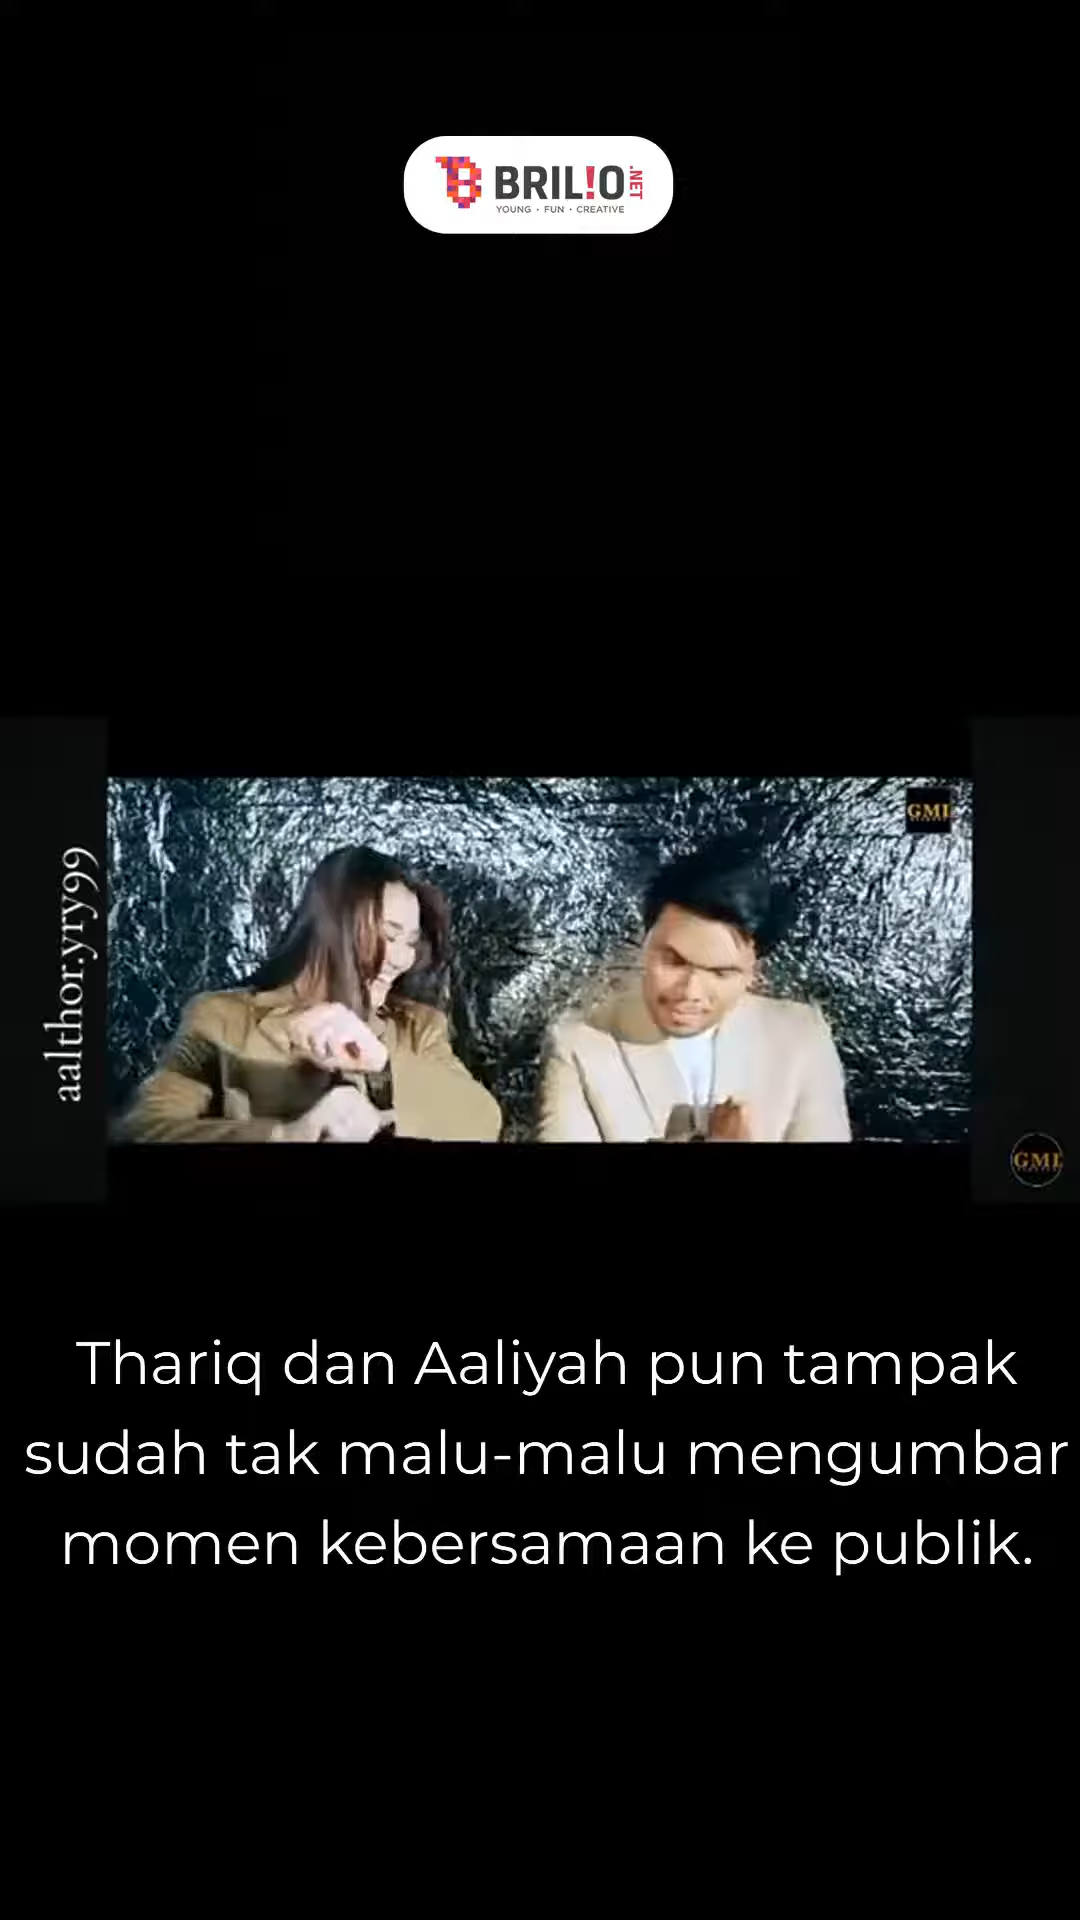 BRIL!O.NET
YOUNG • FUN • CREATIVE
GML
aalthor.yry99
GML
Thariq dan Aaliyah pun tampak
sudah tak malu-malu mengumbar
momen kebersamaan ke publik.